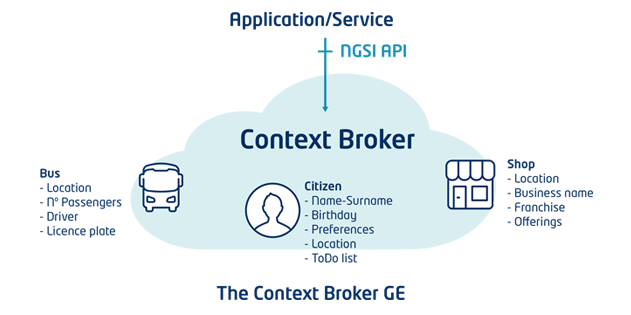 Application/Service
NGSI API
Context Broker
Bus
- Location
- Nº Passengers
- Driver
- Licence plate
Citizen
- Name-Surname
- Birthday
- Preferences
- Location
- ToDo list
Shop
- Location
- Business name
- Franchise
- Offerings
The Context Broker GE